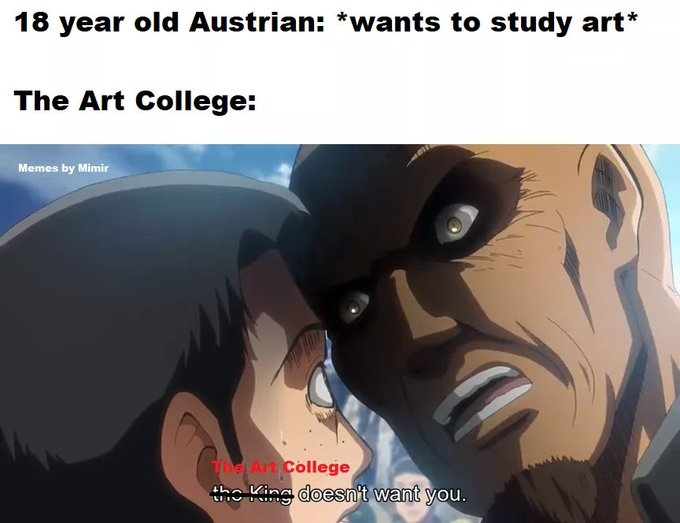 18 year old Austrian: *wants to study art*
The Art College:
Memes by Mimir
The Art College
the King doesn't want you.